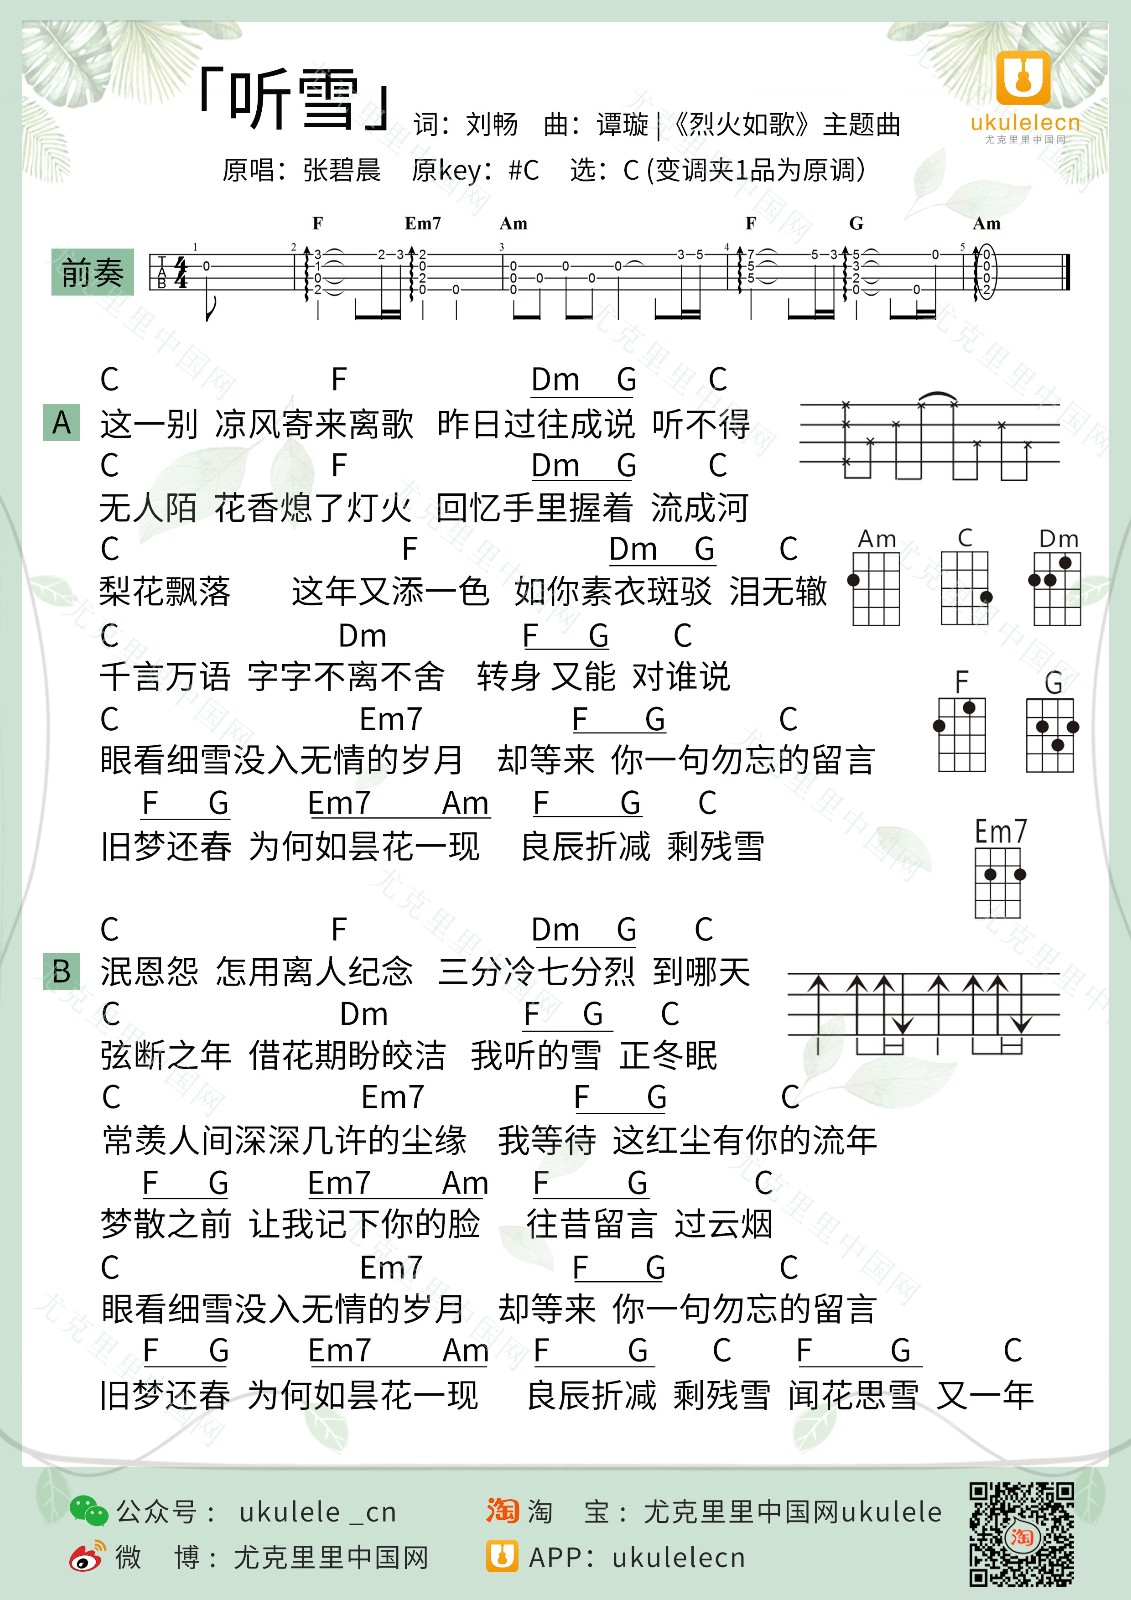 「听雪」
词：刘畅 曲：谭璇 |《烈火如歌》主题曲
ukulelecn
尤克里里中国网
原唱：张碧晨 原key：#C 选：C (变调夹1品为原调)
F Em7 Am F G Am
前奏
C F Dm G C
A 这一别 凉风寄来离歌 昨日过往成说 听不得
C F Dm G C
无人陌 花香熄了灯火 回忆手里握着 流成河
C F Dm G C
梨花飘落 这年又添一色 如你素衣斑驳 泪无辙
C Dm F G C
千言万语 字字不离不舍 转身 又能 对谁说
C Em7 F G C
眼看细雪没入无情的岁月 却等来 你一句勿忘的留言
F G Em7 Am F G C
旧梦还春 为何如昙花一现 良辰折减 剩残雪
Am C Dm
F G
Em7
C F Dm G C
B 泯恩怨 怎用离人纪念 三分冷七分烈 到哪天
C Dm F G C
弦断之年 借花期盼皎洁 我听的雪 正冬眠
C Em7 F G C
常羡人间深深几许的尘缘 我等待 这红尘有你的流年
F G Em7 Am F G C
梦散之前 让我记下你的脸 往昔留言 过云烟
C Em7 F G C
眼看细雪没入无情的岁月 却等来 你一句勿忘的留言
F G Em7 Am F G C F G C
旧梦还春 为何如昙花一现 良辰折减 剩残雪 闻花思雪 又一年
公众号： ukulele _cn
淘 淘 宝：尤克里里中国网ukulele
微 博：尤克里里中国网
APP：ukulelecn
淘